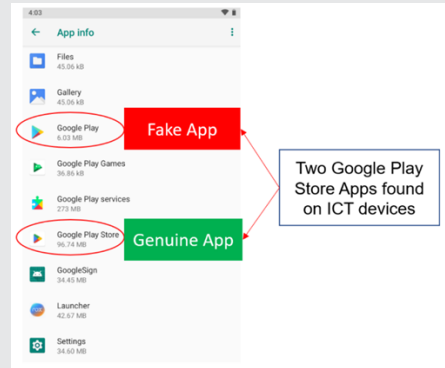 4:03
App info
Files
45.06 kB
Gallery
45.06 kB
Google Play
6.03 MB
Fake App
Google Play Games
36.86 kB
Two Google Play
Store Apps found
on ICT devices
Google Play services
273 MB
Google Play Store
96.74 MB
Genuine App
GoogleSign
34.45 MB
Launcher
42.67 MB
Settings
34.60 MB